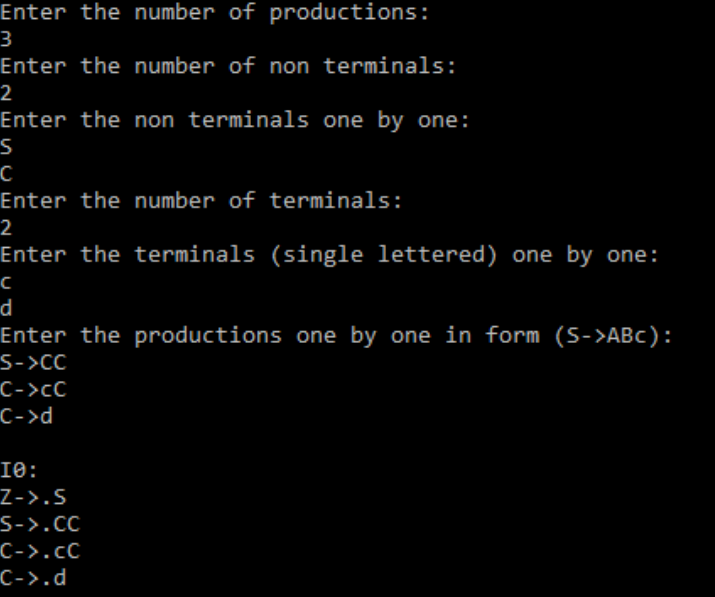 Enter the number of productions:
3
Enter the number of non terminals:
2
Enter the non terminals one by one:
S
C
Enter the number of terminals:
2
Enter the terminals (single lettered) one by one:
c
d
Enter the productions one by one in form (S->ABc):
S->CC
C->cC
C->d
I0:
Z->.S
S->.CC
C->.cC
C->.d